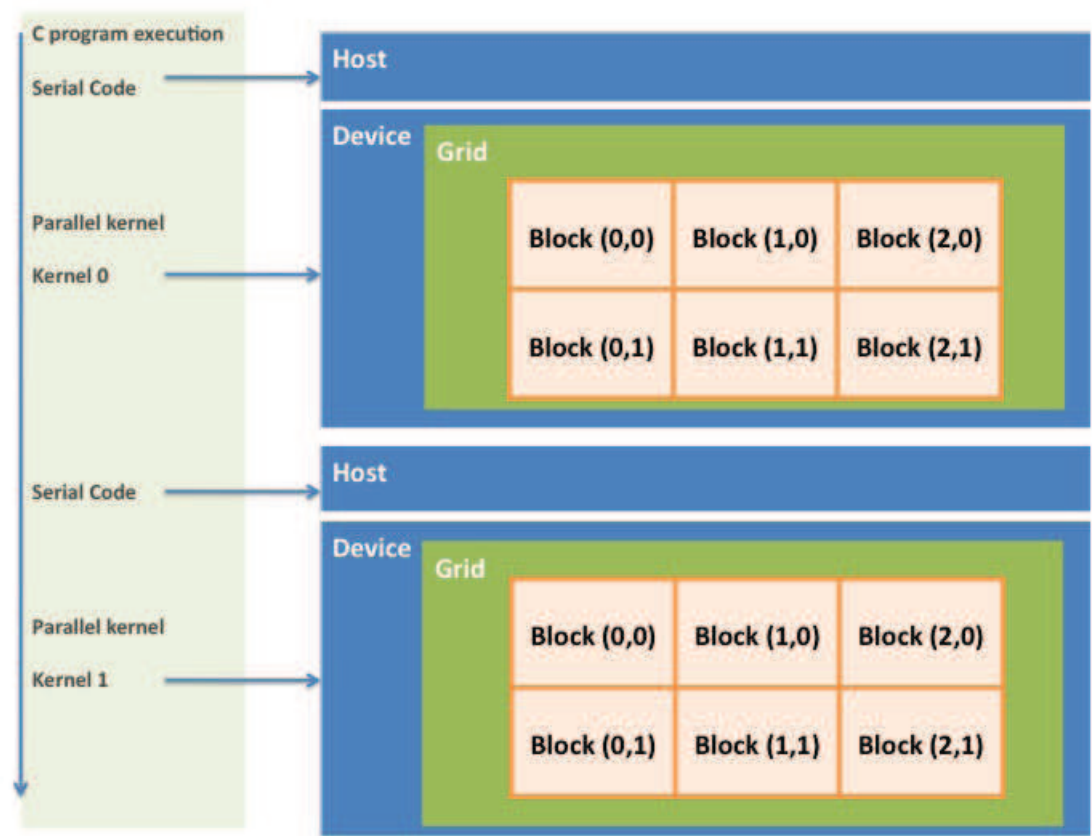 C program execution
Serial Code
Host
Device
Grid
Parallel kernel
Kernel 0
Block (0,0) Block (1,0) Block (2,0)
Block (0,1) Block (1,1) Block (2,1)
Serial Code
Host
Device
Grid
Parallel kernel
Kernel 1
Block (0,0) Block (1,0) Block (2,0)
Block (0,1) Block (1,1) Block (2,1)